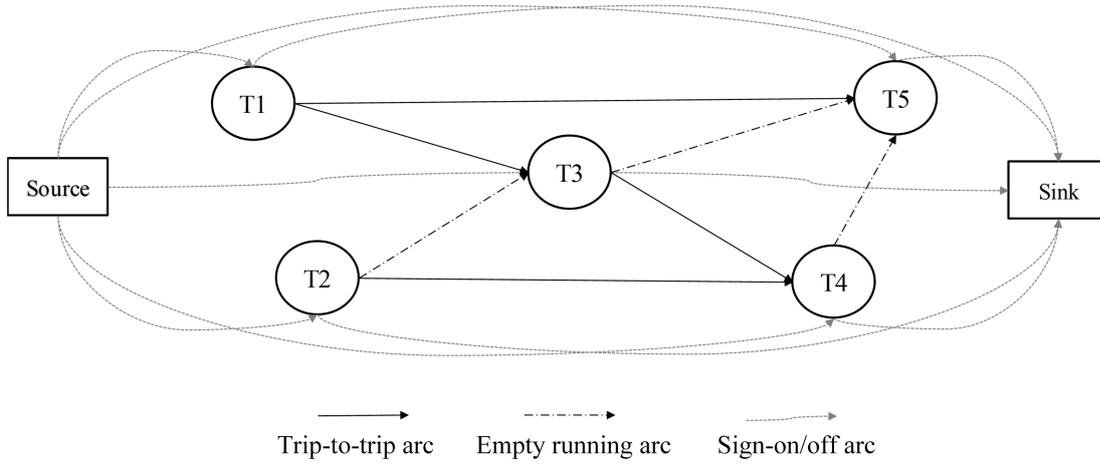 T1
T5
T3
Source
Sink
T2
T4
Trip-to-trip arc
Empty running arc
Sign-on/off arc